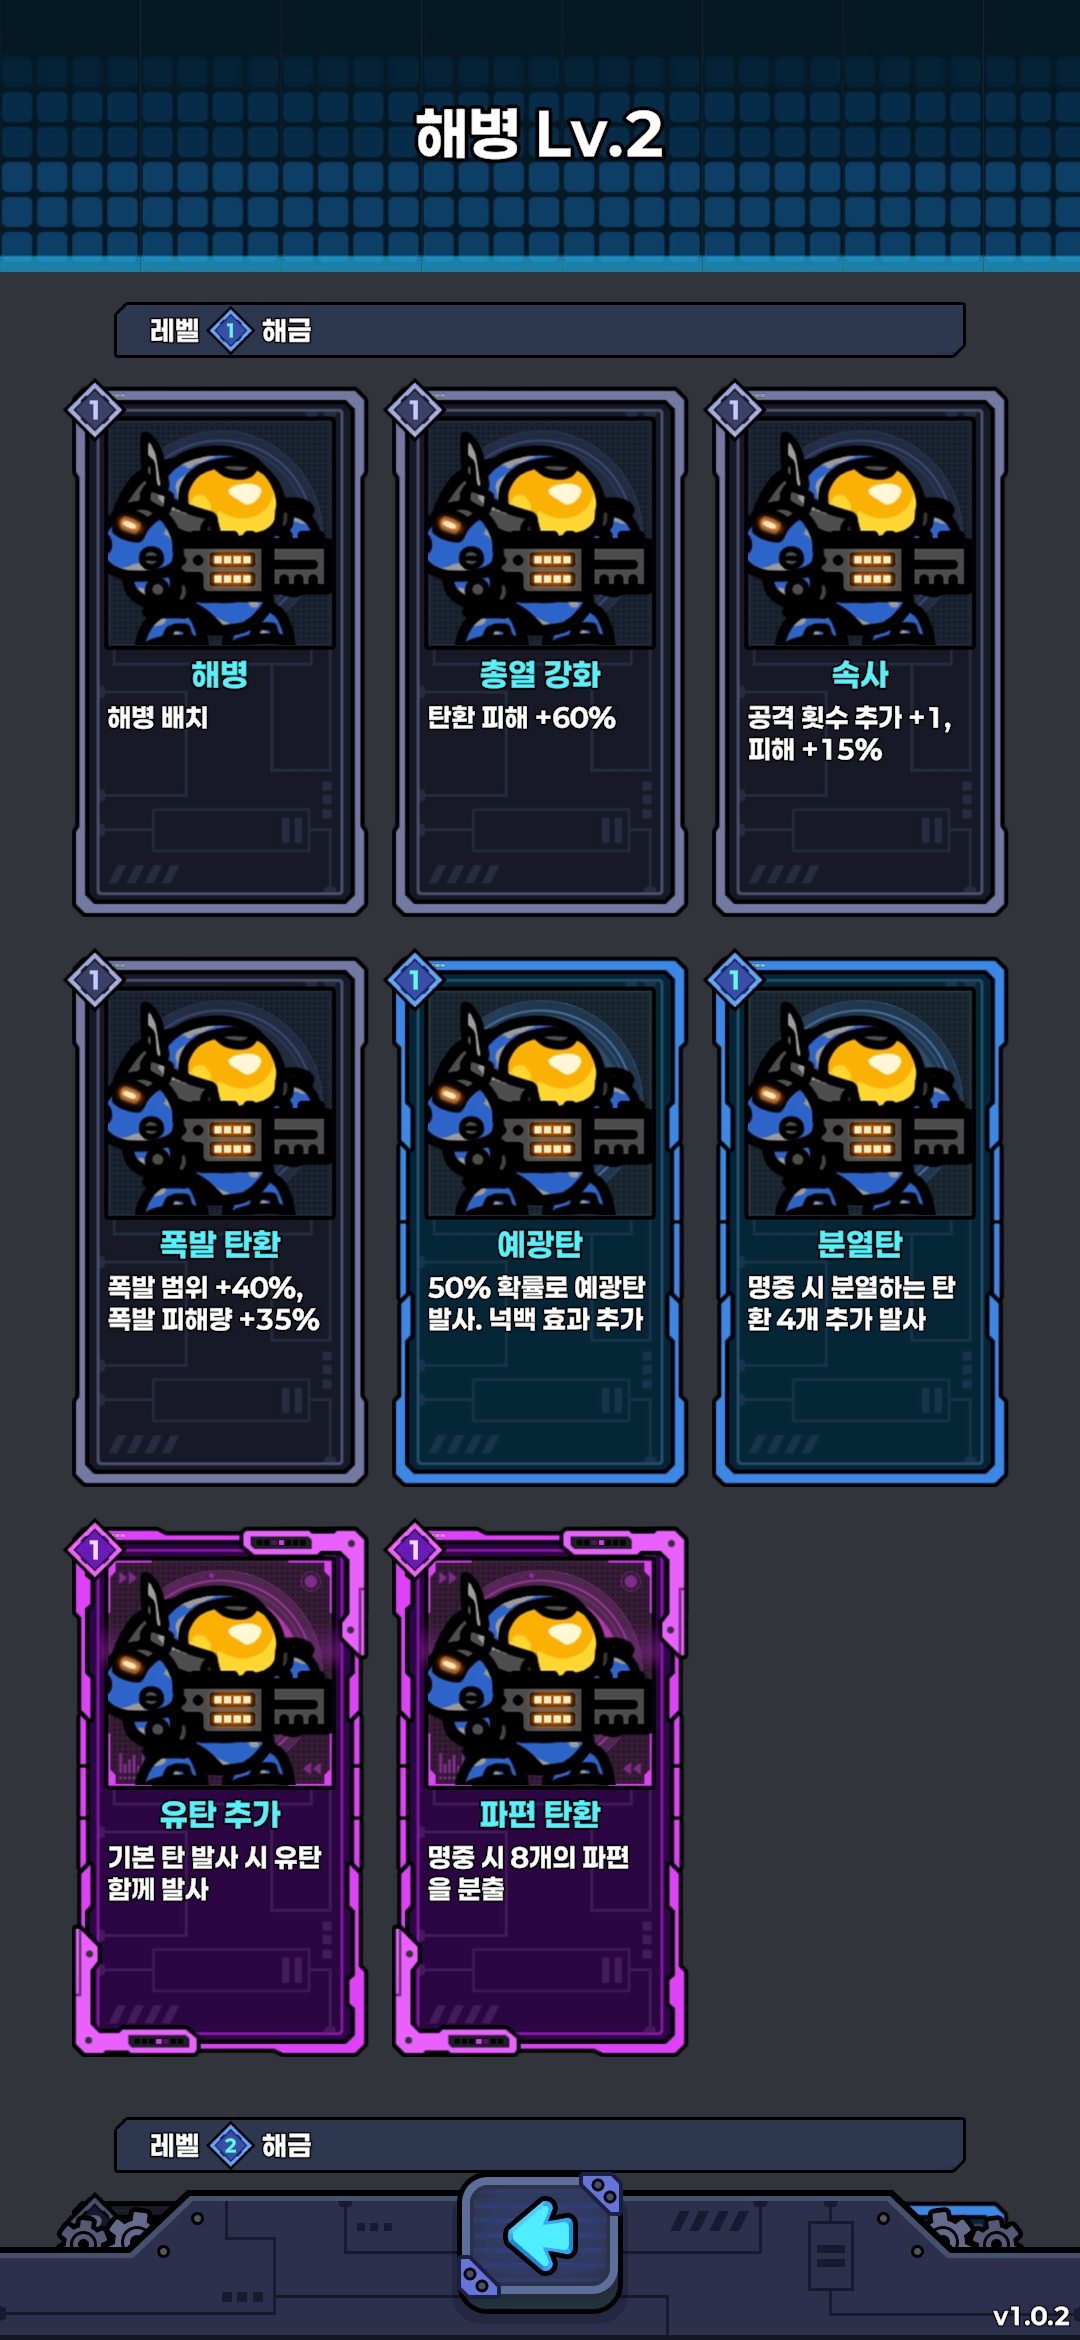 해병 Lv.2
레벨 1 해금
1
해병
해병 배치
1
총열 강화
탄환 피해 +60%
1
속사
공격 횟수 추가 +1,
피해 +15%
1
폭발 탄환
폭발 범위 +40%,
폭발 피해량 +35%
1
예광탄
50% 확률로 예광탄
발사. 넉백 효과 추가
1
분열탄
명중 시 분열하는 탄
환 4개 추가 발사
1
유탄 추가
기본 탄 발사 시 유탄
함께 발사
1
파편 탄환
명중 시 8개의 파편
을 분출
레벨 2 해금
v1.0.2